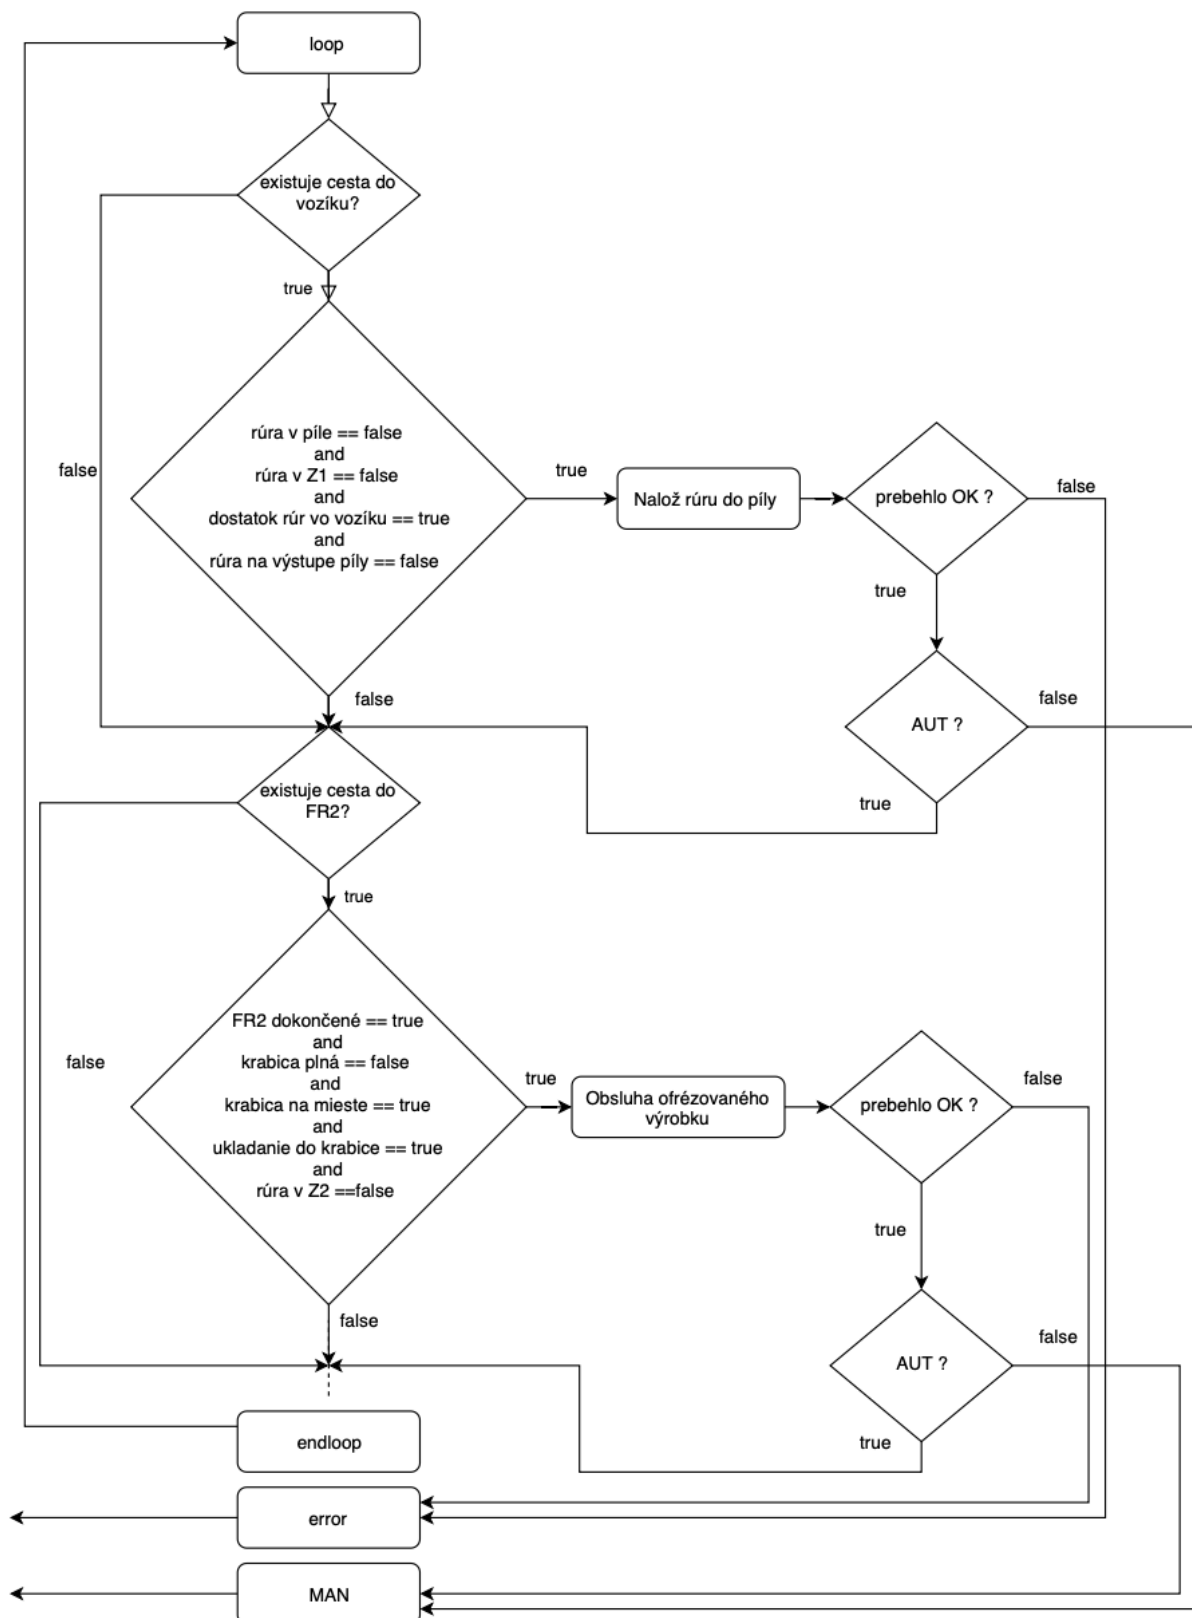 loop
existuje cesta do
vozíku?
true
false
rúra v píle == false
and
rúra v Z1 == false
and
dostatok rúr vo vozíku == true
and
rúra na výstupe píly == false
true
Nalož rúru do píly
prebehlo OK ?
false
true
false
AUT ?
false
true
existuje cesta do
FR2?
true
false
FR2 dokončené == true
and
krabica plná == false
and
krabica na mieste == true
and
ukladanie do krabice == true
and
rúra v Z2 ==false
true
Obsluha ofrézovaného
výrobku
prebehlo OK ?
false
true
false
AUT ?
false
true
endloop
error
MAN